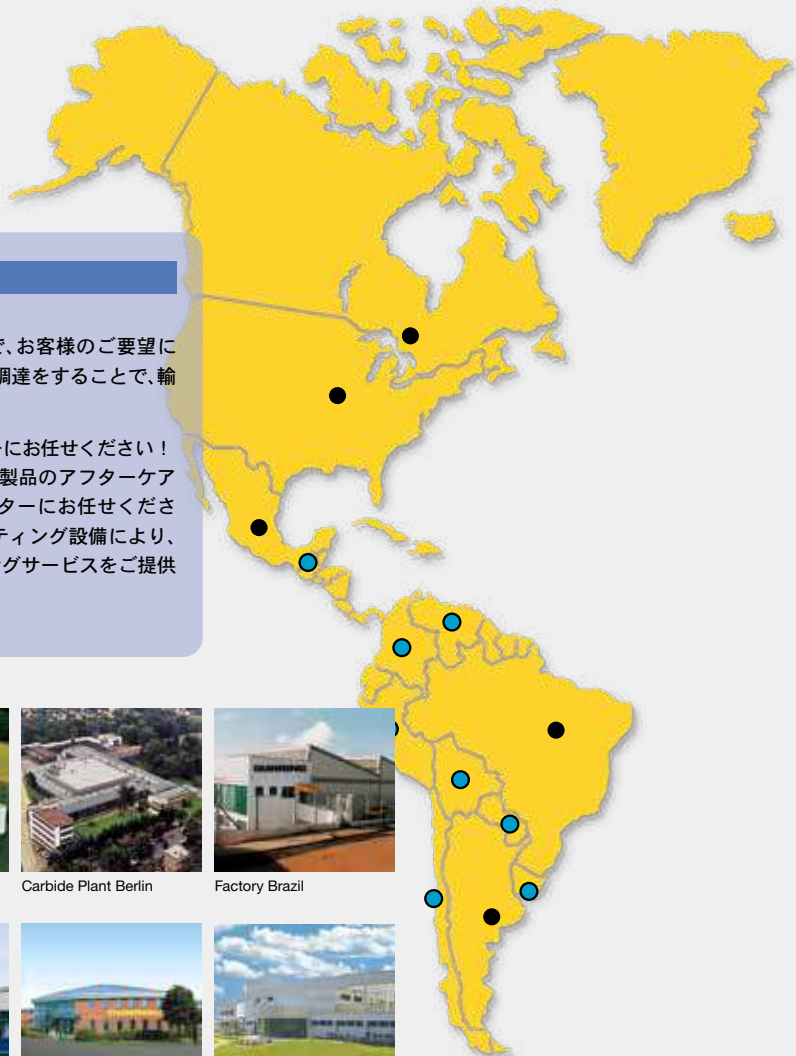 、お客様のご要望に
調達をすることで、輸
にお任せください!
製品のアフターケア
ターにお任せくださ
ティング設備により、
グサービスをご提供
GUHRING
Carbide Plant Berlin
Factory Brazil